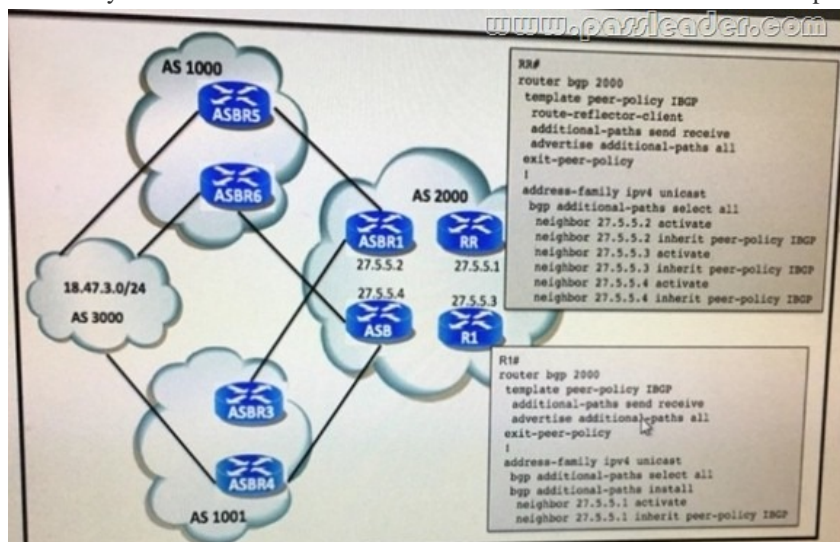 www.passleader.com
AS 1000
ASBR5
ASBR6
AS 2000
ASBR1
27.5.5.2
RR
27.5.5.1
27.5.5.4
ASB
27.5.5.3
R1
18.47.3.0/24
AS 3000
ASBR3
ASBR4
AS 1001
RR#
router bgp 2000
template peer-policy IBGP
route-reflector-client
additional-paths send receive
advertise additional-paths all
exit-peer-policy
!
address-family ipv4 unicast
bgp additional-paths select all
neighbor 27.5.5.2 activate
neighbor 27.5.5.2 inherit peer-policy IBGP
neighbor 27.5.5.3 activate
neighbor 27.5.5.3 inherit peer-policy IBGP
neighbor 27.5.5.4 activate
neighbor 27.5.5.4 inherit peer-policy IBGP
R1#
router bgp 2000
template peer-policy IBGP
additional-paths send receive
advertise additional-paths all
exit-peer-policy
!
address-family ipv4 unicast
bgp additional-paths select all
bgp additional-paths install
neighbor 27.5.5.1 activate
neighbor 27.5.5.1 inherit peer-policy IBGP